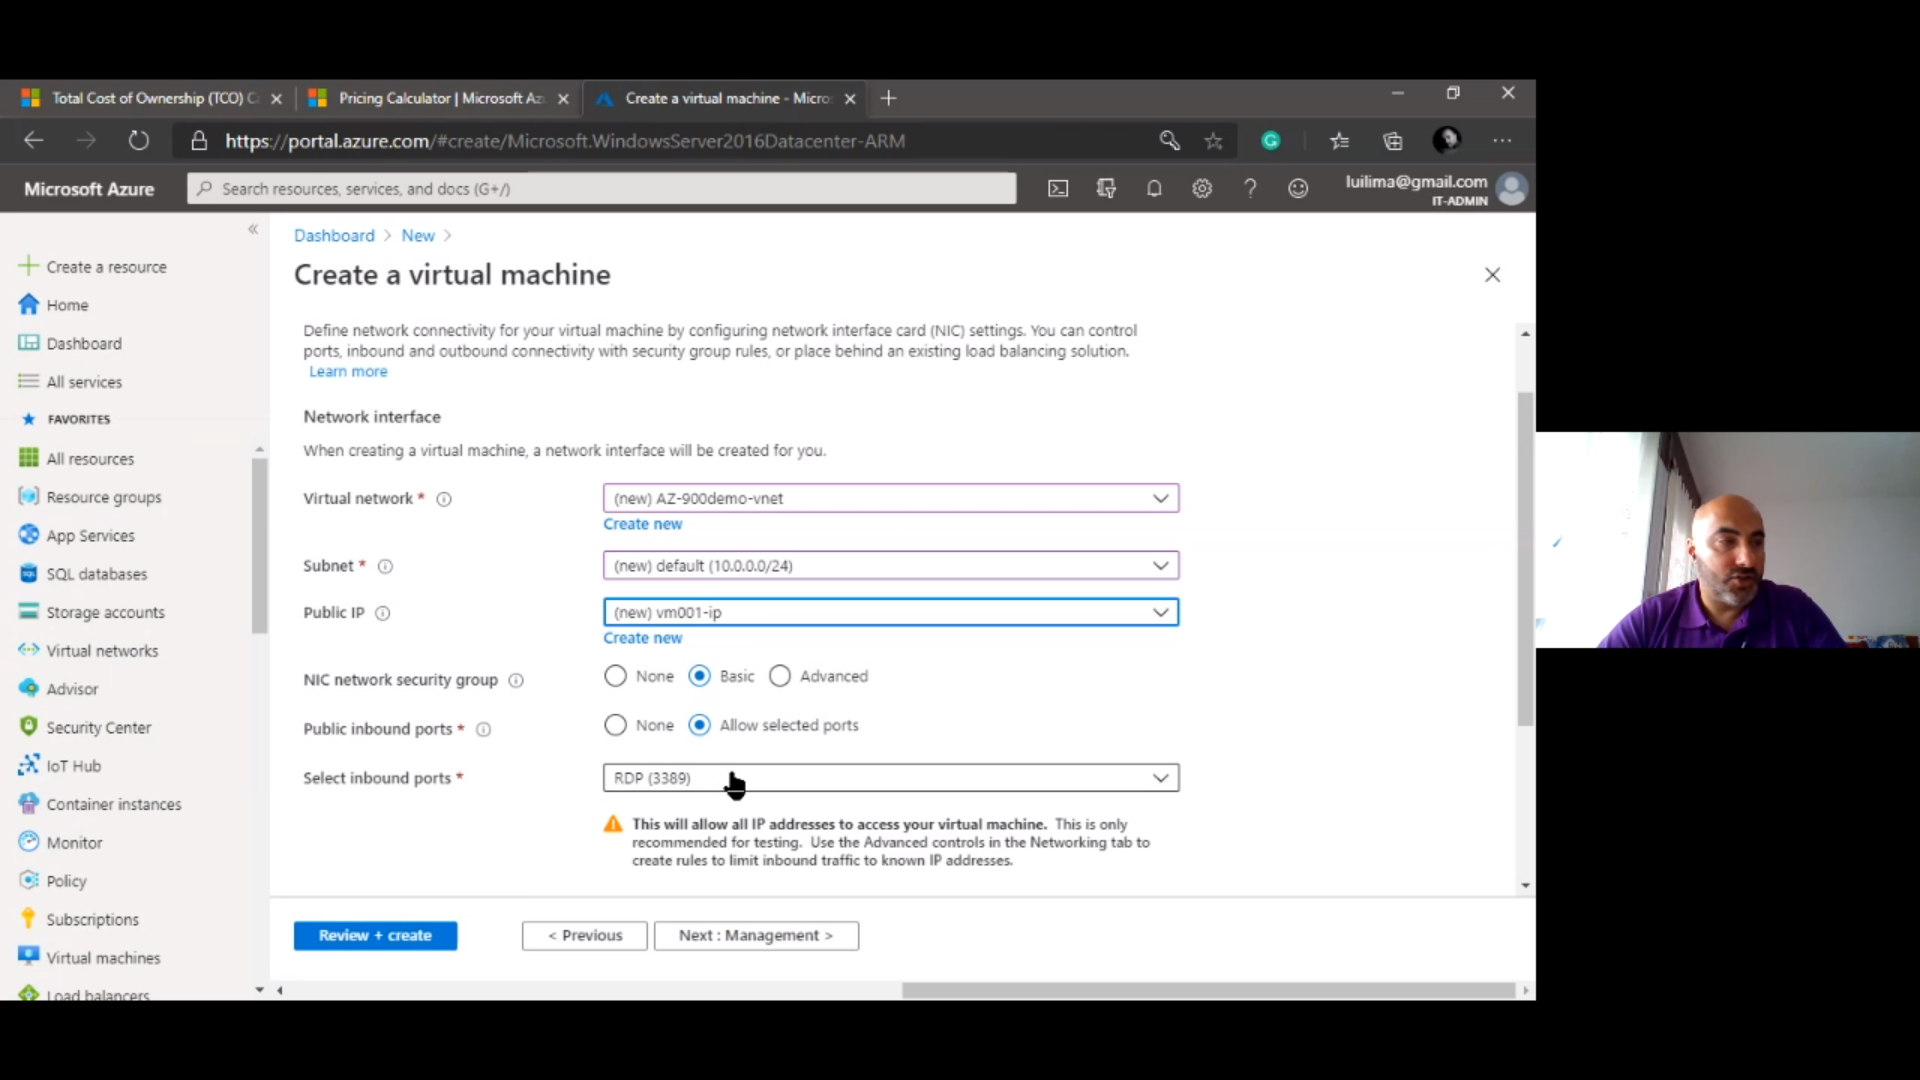 Total Cost of Ownership (TCO) C
Pricing Calculator | Microsoft Az
Create a virtual machine - Micro
https://portal.azure.com/#create/Microsoft.WindowsServer2016Datacenter-ARM
Microsoft Azure
Search resources, services, and docs (G+/)
luilima@gmail.com
IT-ADMIN
Create a resource
Home
Dashboard
All services
FAVORITES
All resources
Resource groups
App Services
SQL databases
Storage accounts
Virtual networks
Advisor
Security Center
IoT Hub
Container instances
Monitor
Policy
Subscriptions
Virtual machines
Load balancers
Dashboard > New >
Create a virtual machine
Define network connectivity for your virtual machine by configuring network interface card (NIC) settings. You can control
ports, inbound and outbound connectivity with security group rules, or place behind an existing load balancing solution.
Learn more
Network interface
When creating a virtual machine, a network interface will be created for you.
Virtual network *
(new) AZ-900demo-vnet
Create new
Subnet *
(new) default (10.0.0.0/24)
Public IP
(new) vm001-ip
Create new
NIC network security group
None Basic Advanced
Public inbound ports *
None Allow selected ports
Select inbound ports *
RDP (3389)
This will allow all IP addresses to access your virtual machine. This is only
recommended for testing. Use the Advanced controls in the Networking tab to
create rules to limit inbound traffic to known IP addresses.
Review + create
< Previous
Next : Management >